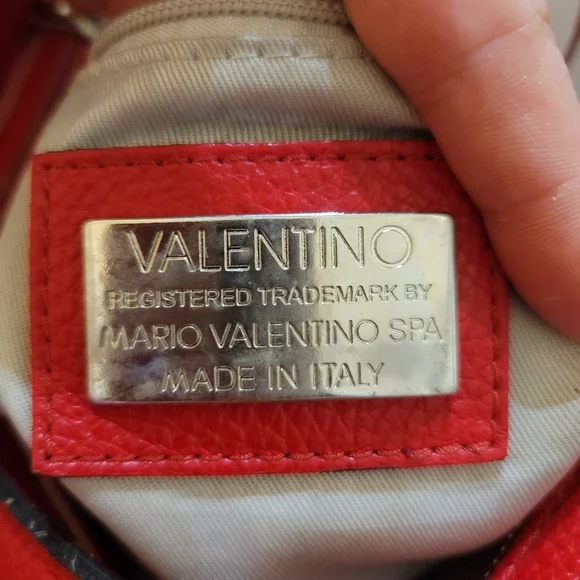 VALENTINO
REGISTERED TRADEMARK BY
MARIO VALENTINO SPA
MADE IN ITALY